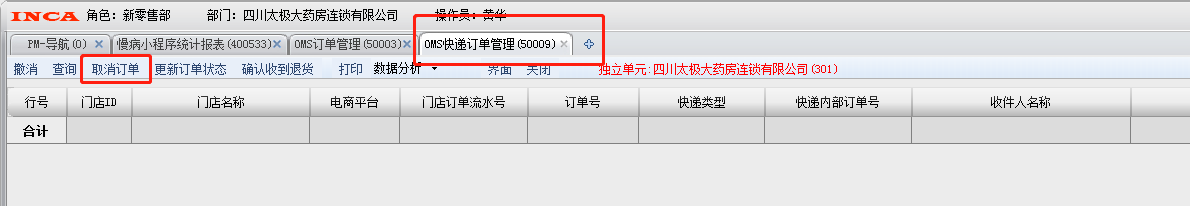 INCA 角色: 新零售部 部门: 四川太极大药房连锁有限公司 操作员: 黄华
PM-导航(0) 慢病小程序统计报表(400533) OMS订单管理(50003) OMS快递订单管理(50009)
撤消 查询 取消订单 更新订单状态 确认收到退货 打印 数据分析 界面 关闭 独立单元:四川太极大药房连锁有限公司(301)
行号 门店ID 门店名称 电商平台 门店订单流水号 订单号 快递类型 快递内部订单号 收件人名称
合计